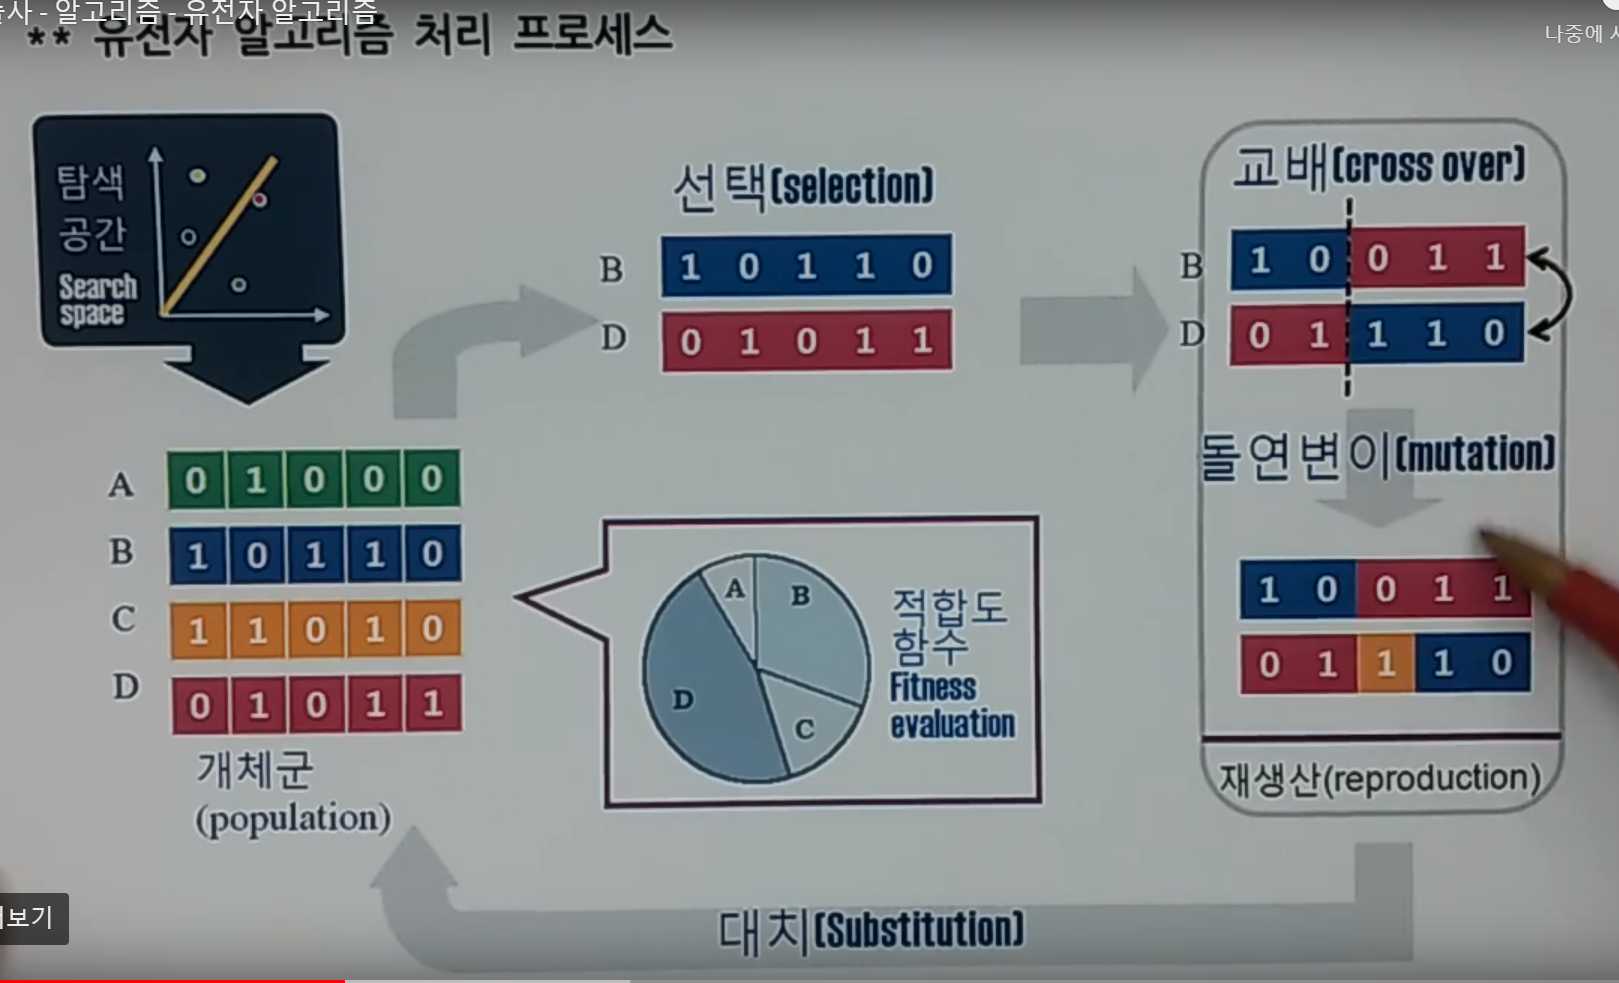 사 - 알고리즘 - 유전자 알고리즘
** 유전자 알고리즘 처리 프로세스
나중에
탐색
공간
Search
space
선택(selection)
B 1 0 1 1 0
D 0 1 0 1 1
교배(cross over)
B 1 0 0 1 1
D 0 1 1 1 0
돌연변이(mutation)
1 0 0 1 1
0 1 1 1 0
재생산(reproduction)
A 0 1 0 0 0
B 1 0 1 1 0
C 1 1 0 1 0
D 0 1 0 1 1
개체군
(population)
A
B
C
D
적합도
함수
Fitness
evaluation
대치(Substitution)
보기